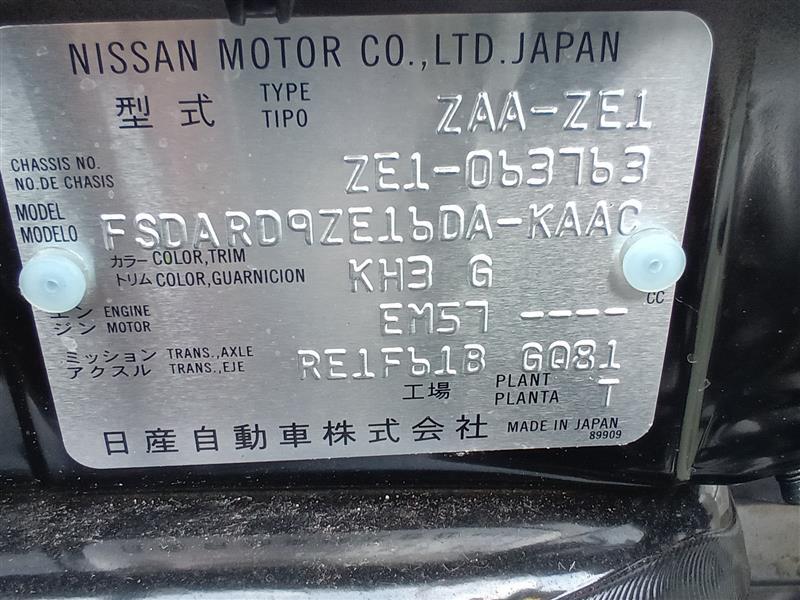 NISSAN MOTOR CO.,LTD.JAPAN
型式 TYPE TIPO ZAA-ZE1
CHASSIS NO. NO.DE CHASIS ZE1-063763
MODEL MODELO FSDARD9ZE16DA-KAAC
カラー COLOR,TRIM トリム COLOR,GUARNICION KH3 G
エンジン ENGINE MOTOR EM57 ---- CC
ミッション アクスル TRANS.,AXLE TRANS.,EJE RE1F61B GQ81
工場 PLANT PLANTA T
日産自動車株式会社 MADE IN JAPAN
89909